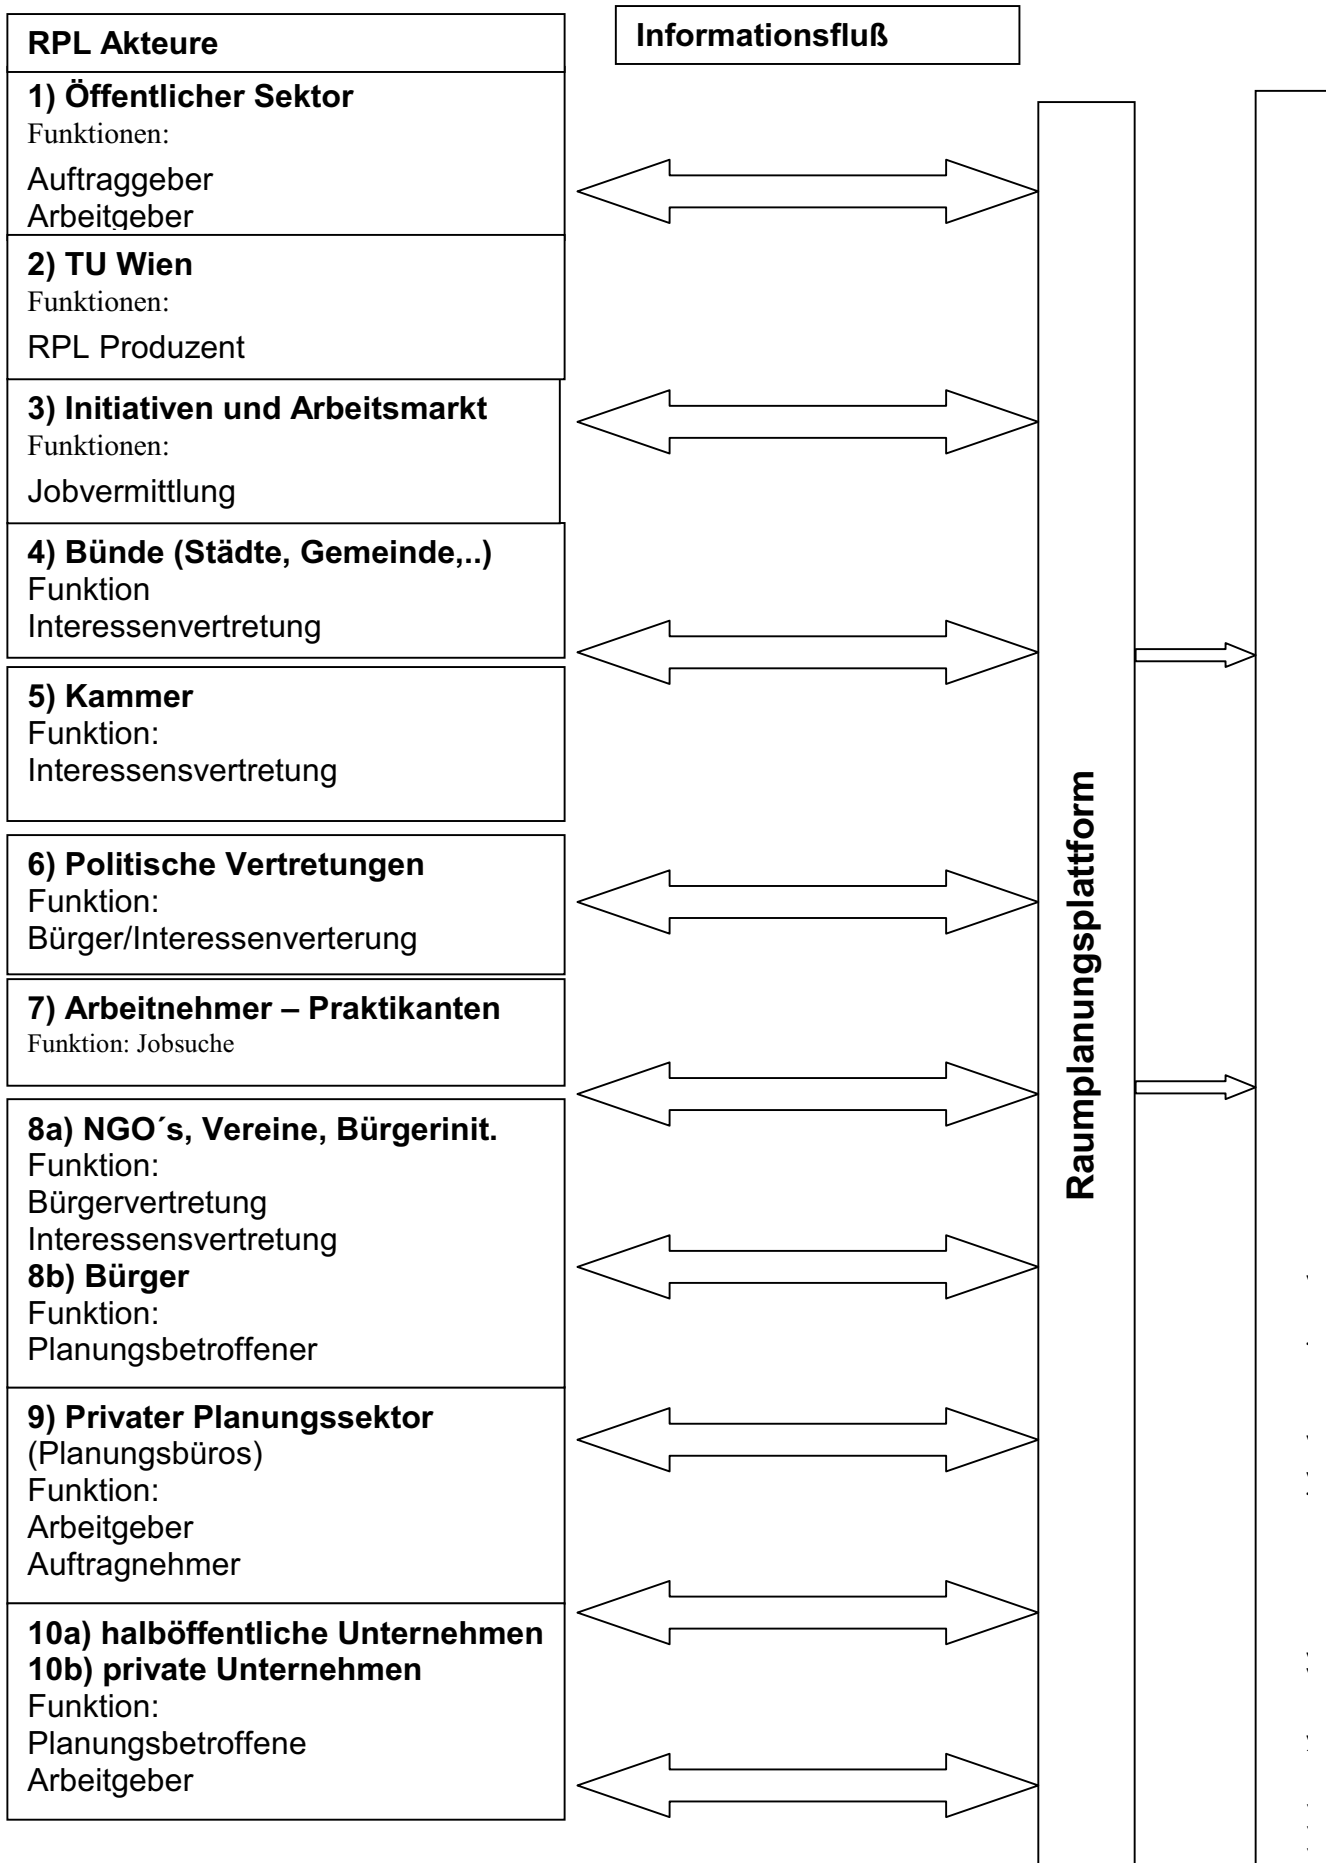 RPL Akteure
Informationsfluß
1) Öffentlicher Sektor
Funktionen:
Auftraggeber
Arbeitgeber
2) TU Wien
Funktionen:
RPL Produzent
3) Initiativen und Arbeitsmarkt
Funktionen:
Jobvermittlung
4) Bünde (Städte, Gemeinde,..)
Funktion
Interessenvertretung
5) Kammer
Funktion:
Interessensvertretung
6) Politische Vertretungen
Funktion:
Bürger/Interessenverterung
7) Arbeitnehmer – Praktikanten
Funktion: Jobsuche
8a) NGO´s, Vereine, Bürgerinit.
Funktion:
Bürgervertretung
Interessensvertretung
8b) Bürger
Funktion:
Planungsbetroffener
9) Privater Planungssektor
(Planungsbüros)
Funktion:
Arbeitgeber
Auftragnehmer
10a) halböffentliche Unternehmen
10b) private Unternehmen
Funktion:
Planungsbetroffene
Arbeitgeber
Raumplanungsplattform